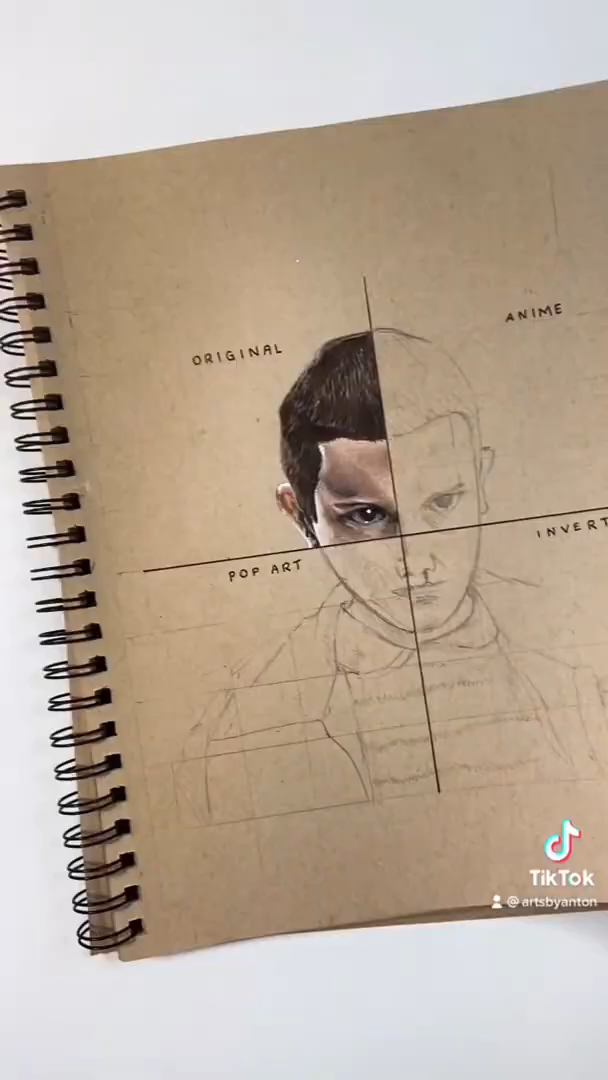 ORIGINAL
ANIME
POP ART
INVERT
TikTok
@artsbyanton